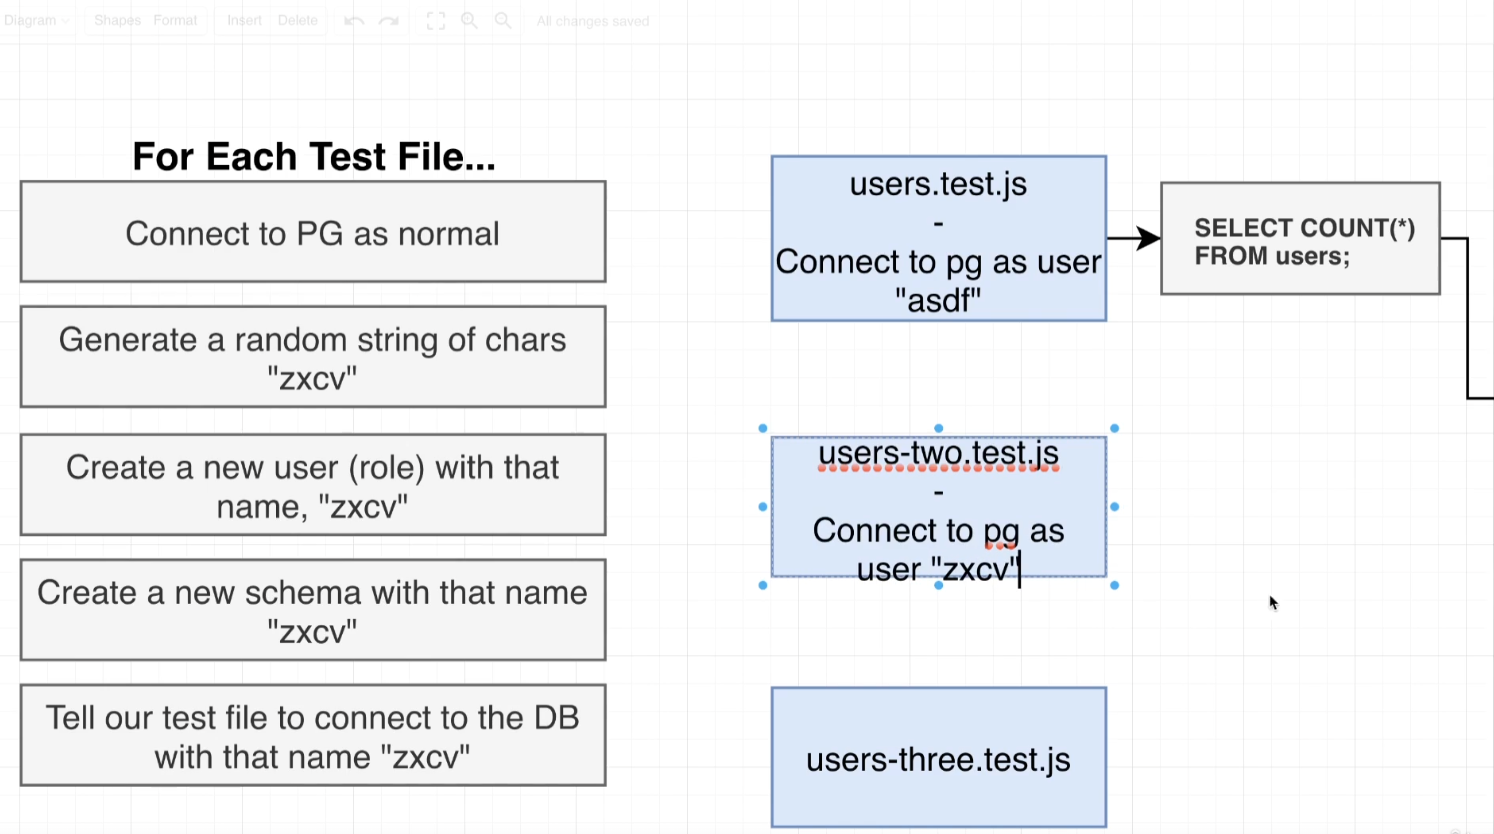 Diagram
Shapes
Format
Insert
Delete
All changes saved
For Each Test File...
Connect to PG as normal
Generate a random string of chars
"zxcv"
Create a new user (role) with that
name, "zxcv"
Create a new schema with that name
"zxcv"
Tell our test file to connect to the DB
with that name "zxcv"
users.test.js
-
Connect to pg as user
"asdf"
SELECT COUNT(*)
FROM users;
users-two.test.js
-
Connect to pg as
user "zxcv"
users-three.test.js